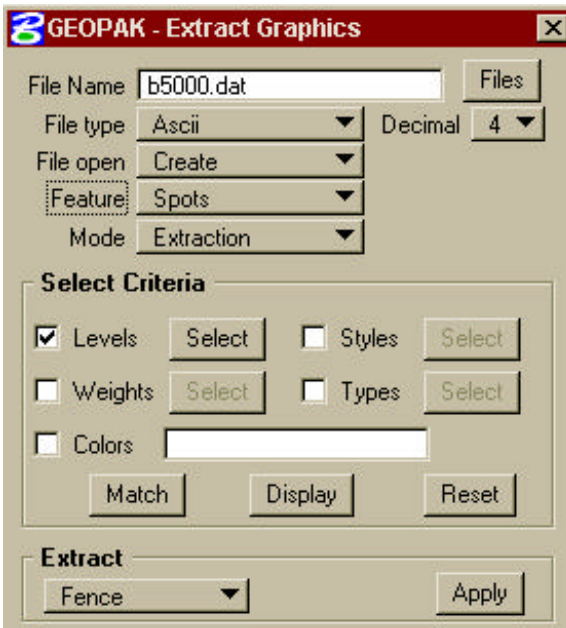 GEOPAK - Extract Graphics
File Name b5000.dat Files
File type Ascii Decimal 4
File open Create
Feature Spots
Mode Extraction
Select Criteria
Levels Select Styles Select
Weights Select Types Select
Colors
Match Display Reset
Extract
Fence Apply